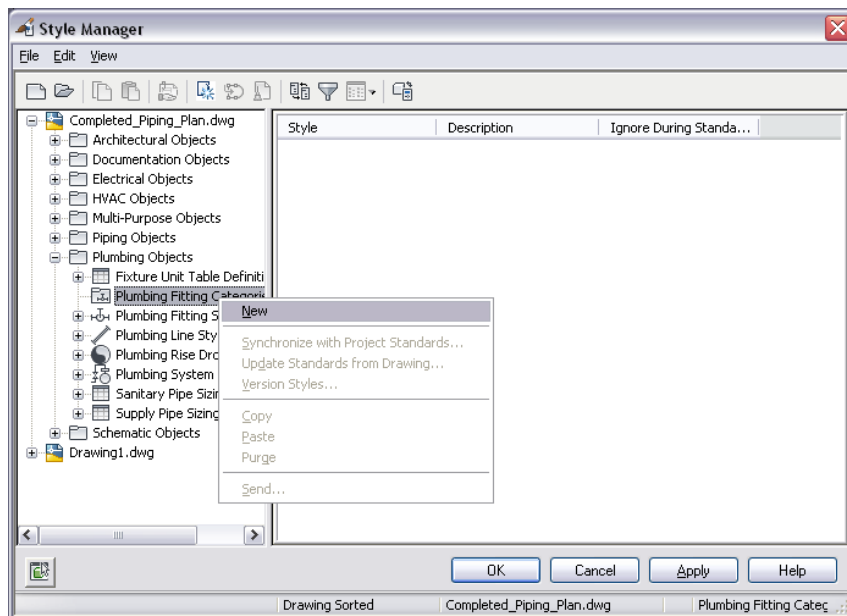 Style Manager
File Edit View
Completed_Piping_Plan.dwg
Architectural Objects
Documentation Objects
Electrical Objects
HVAC Objects
Multi-Purpose Objects
Piping Objects
Plumbing Objects
Fixture Unit Table Definiti
Plumbing Fitting Categorie
Plumbing Fitting S
Plumbing Line Sty
Plumbing Rise Dro
Plumbing System
Sanitary Pipe Sizin
Supply Pipe Sizing
Schematic Objects
Drawing1.dwg
Style Description Ignore During Standa...
New
Synchronize with Project Standards...
Update Standards from Drawing...
Version Styles...
Copy
Paste
Purge
Send...
OK Cancel Apply Help
Drawing Sorted Completed_Piping_Plan.dwg Plumbing Fitting Categ